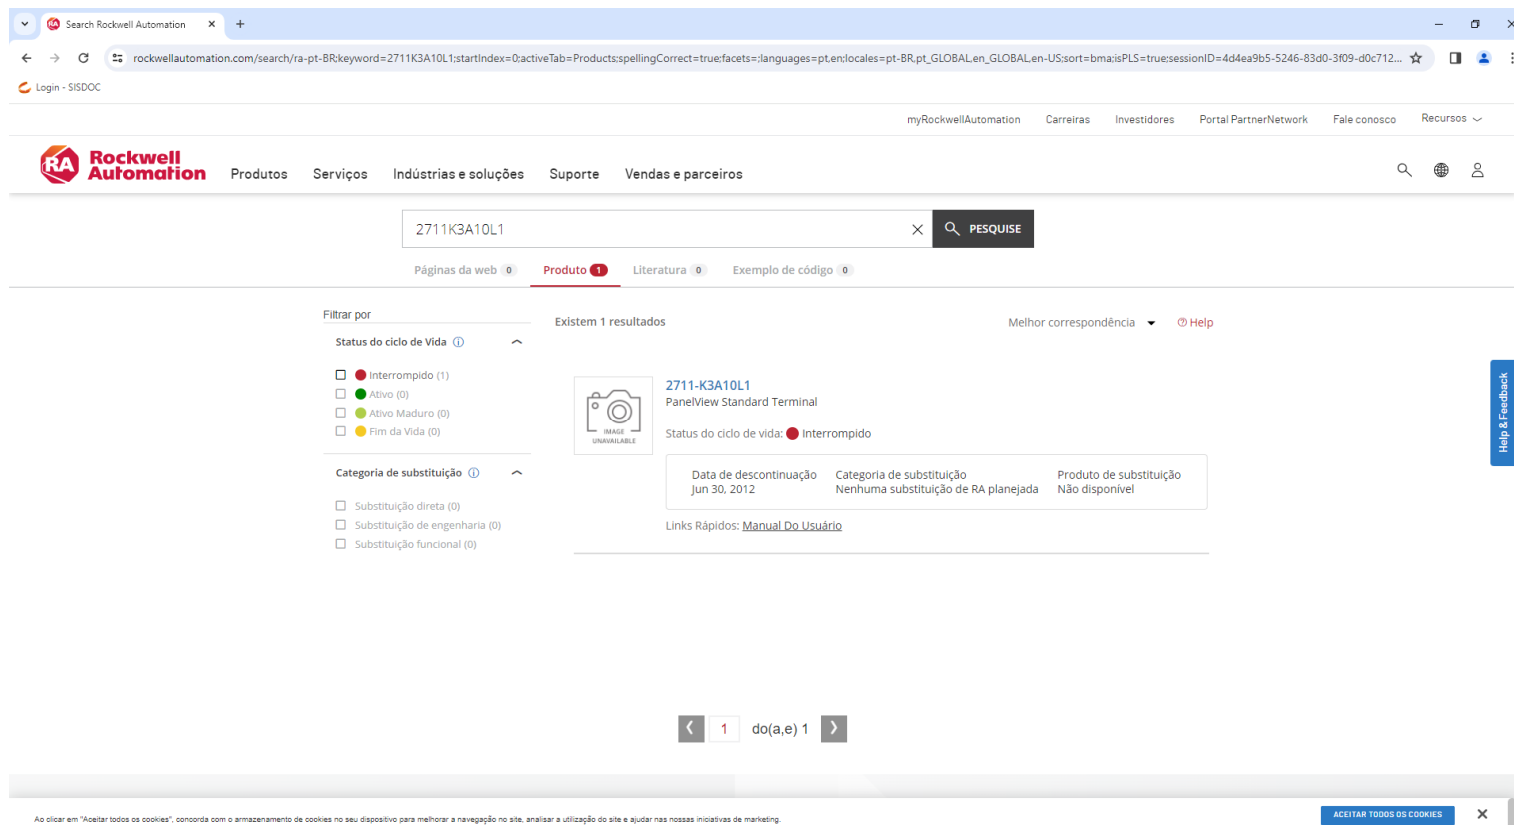 Search Rockwell Automation
rockwellautomation.com/search/ra-pt-BR;keyword=2711K3A10L1;startIndex=0;activeTab=Products;spellingCorrect=true;facets=;languages=pt,en;locales=pt-BR,pt_GLOBAL,en_GLOBAL,en-US;sort=bma;isPLS=true;sessionID=4d4ea9b5-5246-83d0-3f09-d0c712...
Login - SISDOC
myRockwellAutomation Carreiras Investidores Portal PartnerNetwork Fale conosco Recursos
RA Rockwell Automation
Produtos Serviços Indústrias e soluções Suporte Vendas e parceiros
2711K3A10L1 PESQUISE
Páginas da web 0 Produto 1 Literatura 0 Exemplo de código 0
Filtrar por
Status do ciclo de Vida
Interrompido (1)
Ativo (0)
Ativo Maduro (0)
Fim da Vida (0)
Categoria de substituição
Substituição direta (0)
Substituição de engenharia (0)
Substituição funcional (0)
Existem 1 resultados
Melhor correspondência
Help
IMAGE
UNAVAILABLE
2711-K3A10L1
PanelView Standard Terminal
Status do ciclo de vida: Interrompido
Data de descontinuação Categoria de substituição Produto de substituição
Jun 30, 2012 Nenhuma substituição de RA planejada Não disponível
Links Rápidos: Manual Do Usuário
Help & Feedback
1 do(a,e) 1
Ao clicar em "Aceitar todos os cookies", concorda com o armazenamento de cookies no seu dispositivo para melhorar a navegação no site, analisar a utilização do site e ajudar nas nossas iniciativas de marketing.
ACEITAR TODOS OS COOKIES